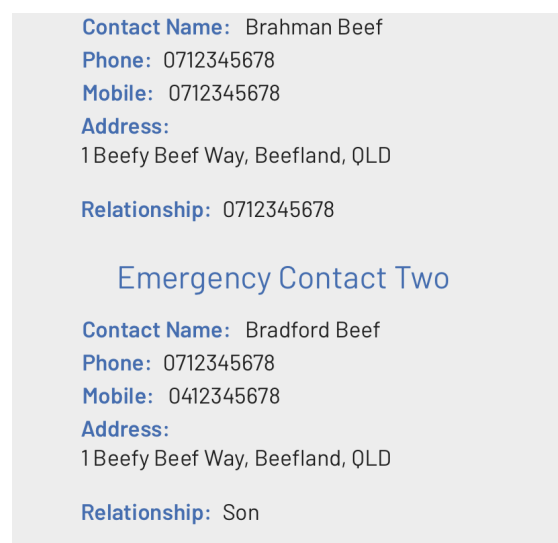 Contact Name: Brahman Beef
Phone: 0712345678
Mobile: 0712345678
Address:
1 Beefy Beef Way, Beefland, QLD
Relationship: 0712345678
Emergency Contact Two
Contact Name: Bradford Beef
Phone: 0712345678
Mobile: 0412345678
Address:
1 Beefy Beef Way, Beefland, QLD
Relationship: Son